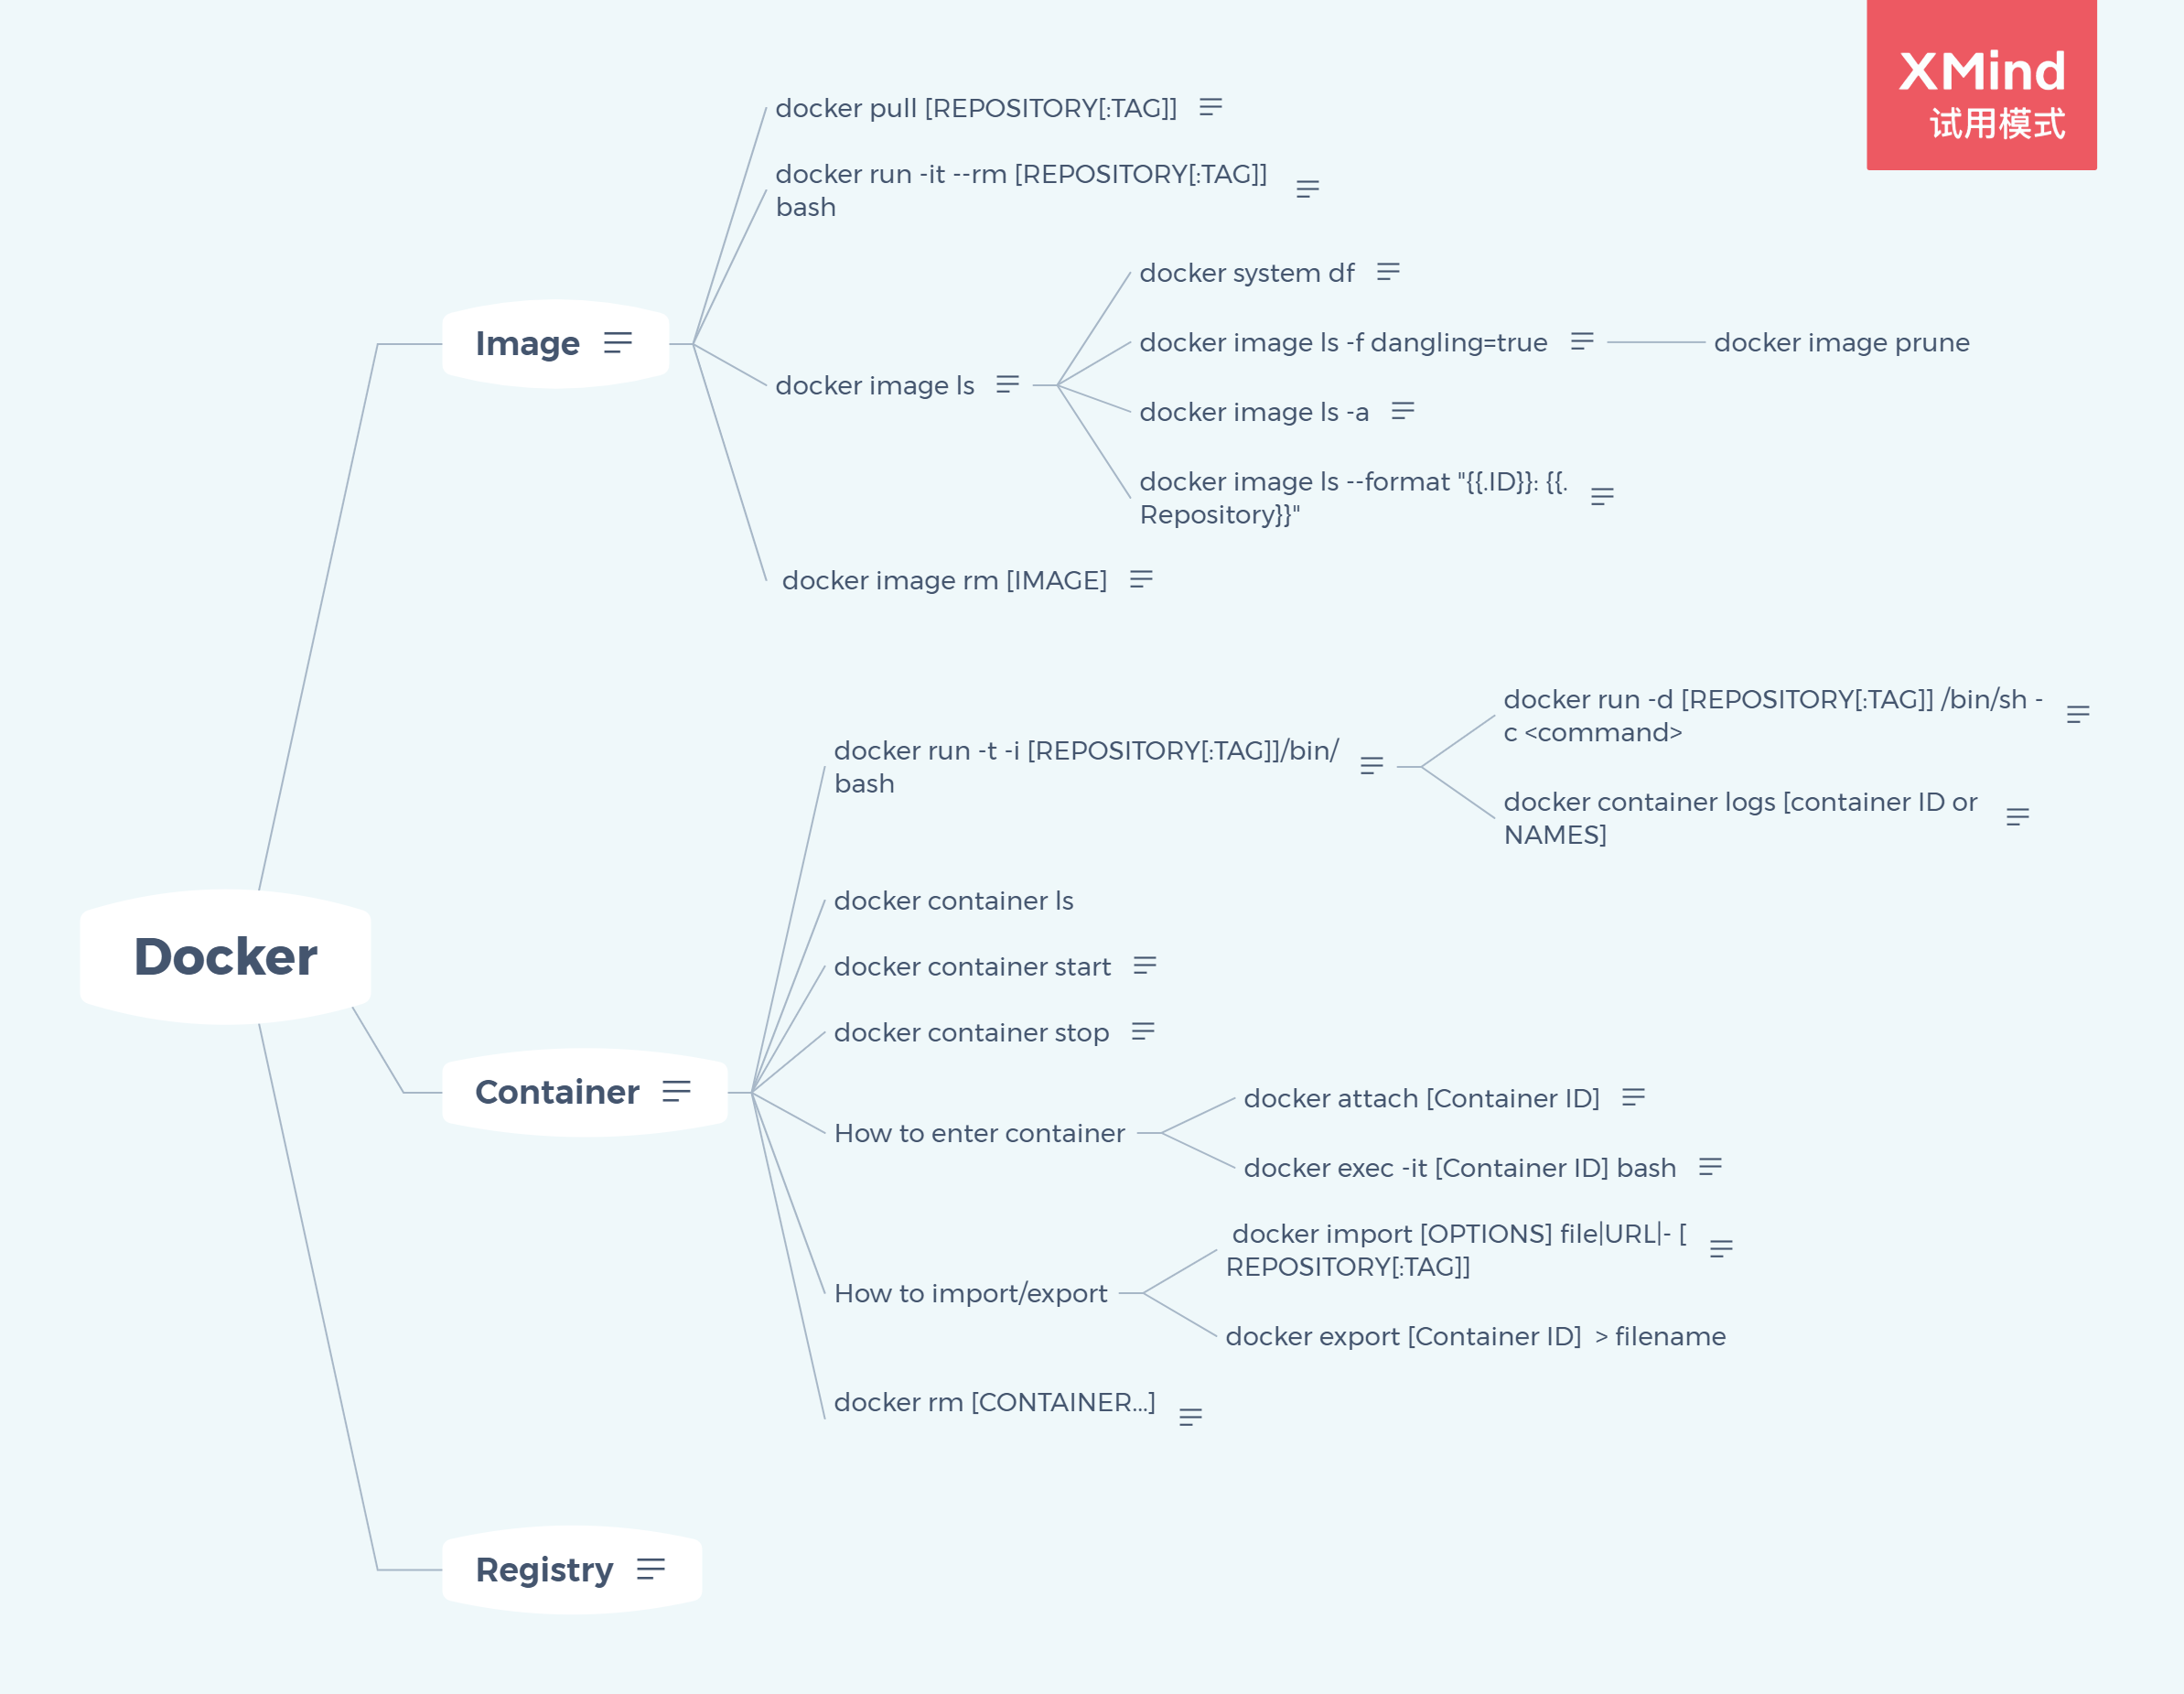 XMind
试用模式
docker pull [REPOSITORY[:TAG]]
docker run -it --rm [REPOSITORY[:TAG]]
bash
docker system df
Image
docker image ls -f dangling=true
docker image prune
docker image ls
docker image ls -a
docker image ls --format "{{.ID}}: {{.
Repository}}"
docker image rm [IMAGE]
docker run -d [REPOSITORY[:TAG]] /bin/sh -
c <command>
docker run -t -i [REPOSITORY[:TAG]]/bin/
bash
docker container logs [container ID or
NAMES]
docker container ls
Docker
docker container start
docker container stop
Container
docker attach [Container ID]
How to enter container
docker exec -it [Container ID] bash
docker import [OPTIONS] file|URL|- [
REPOSITORY[:TAG]]
How to import/export
docker export [Container ID]  > filename
docker rm [CONTAINER...]
Registry